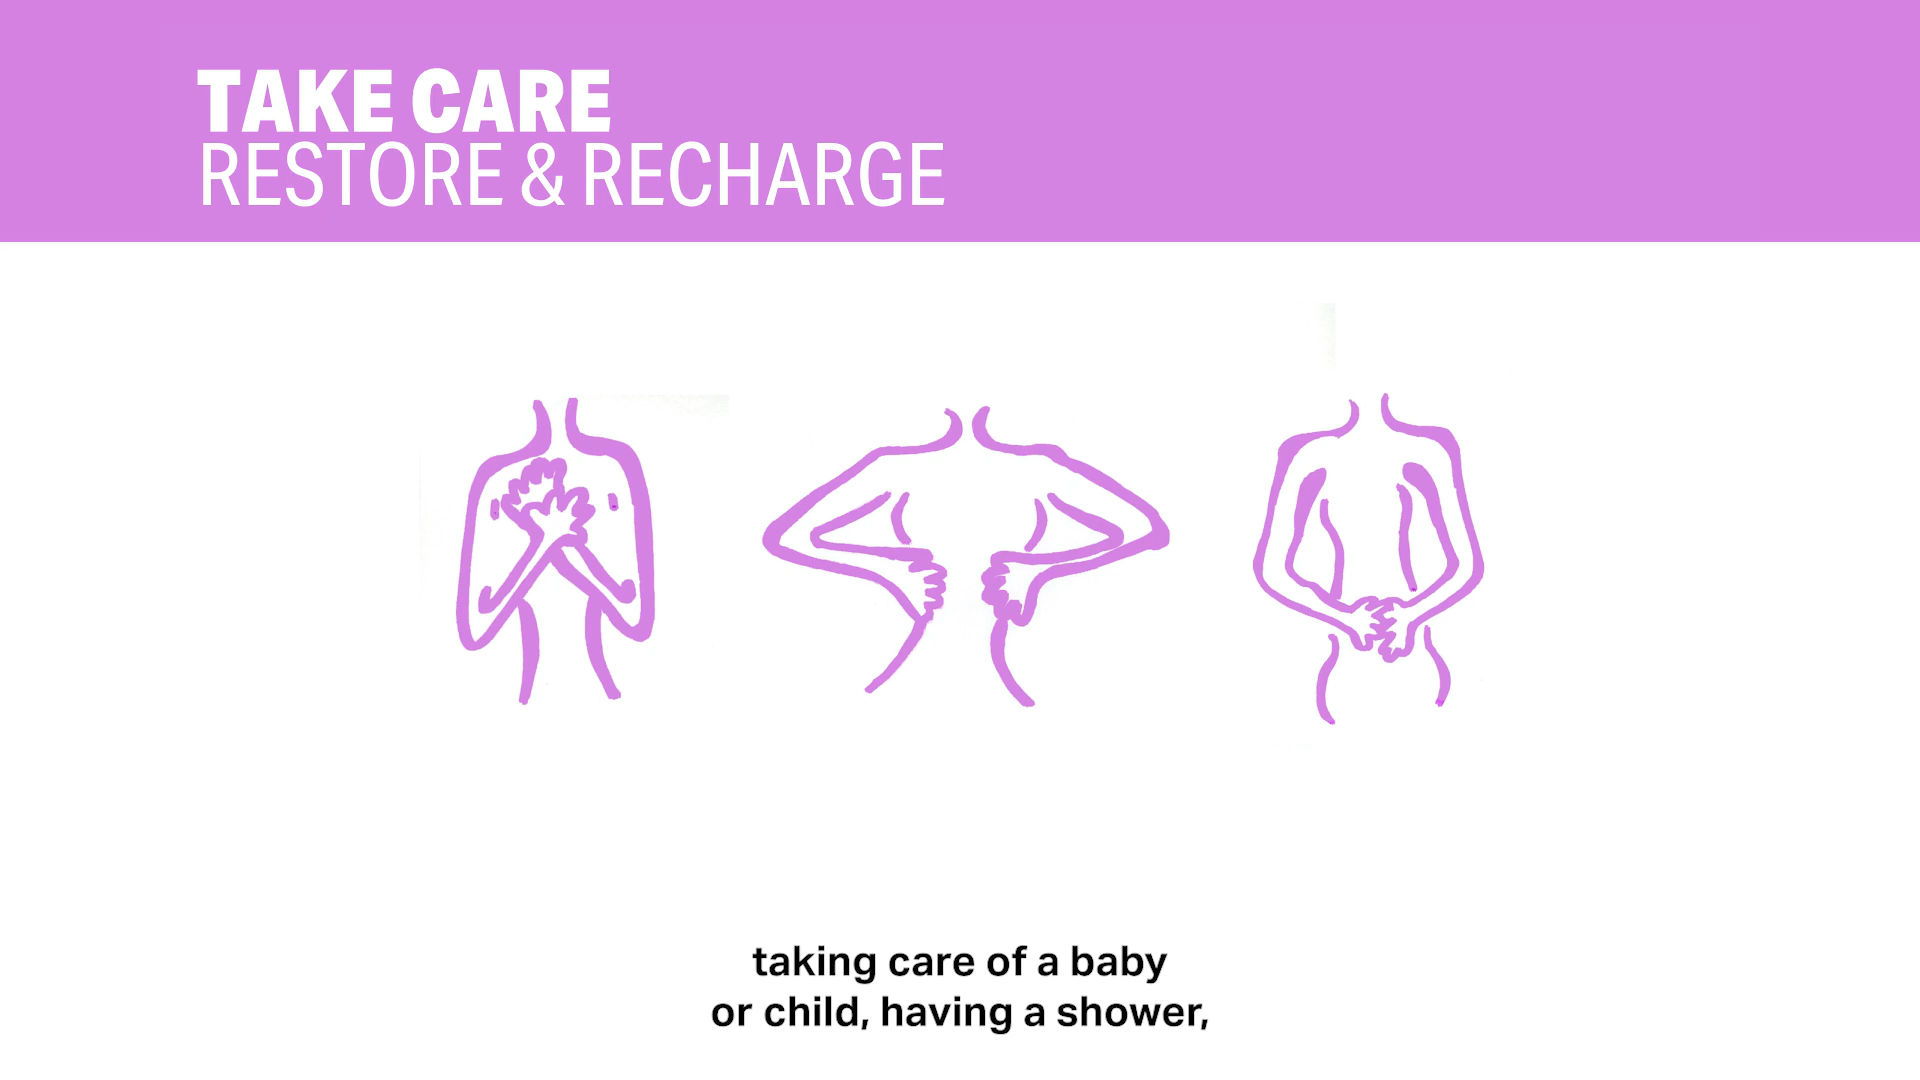 TAKE CARE
RESTORE & RECHARGE
taking care of a baby
or child, having a shower,